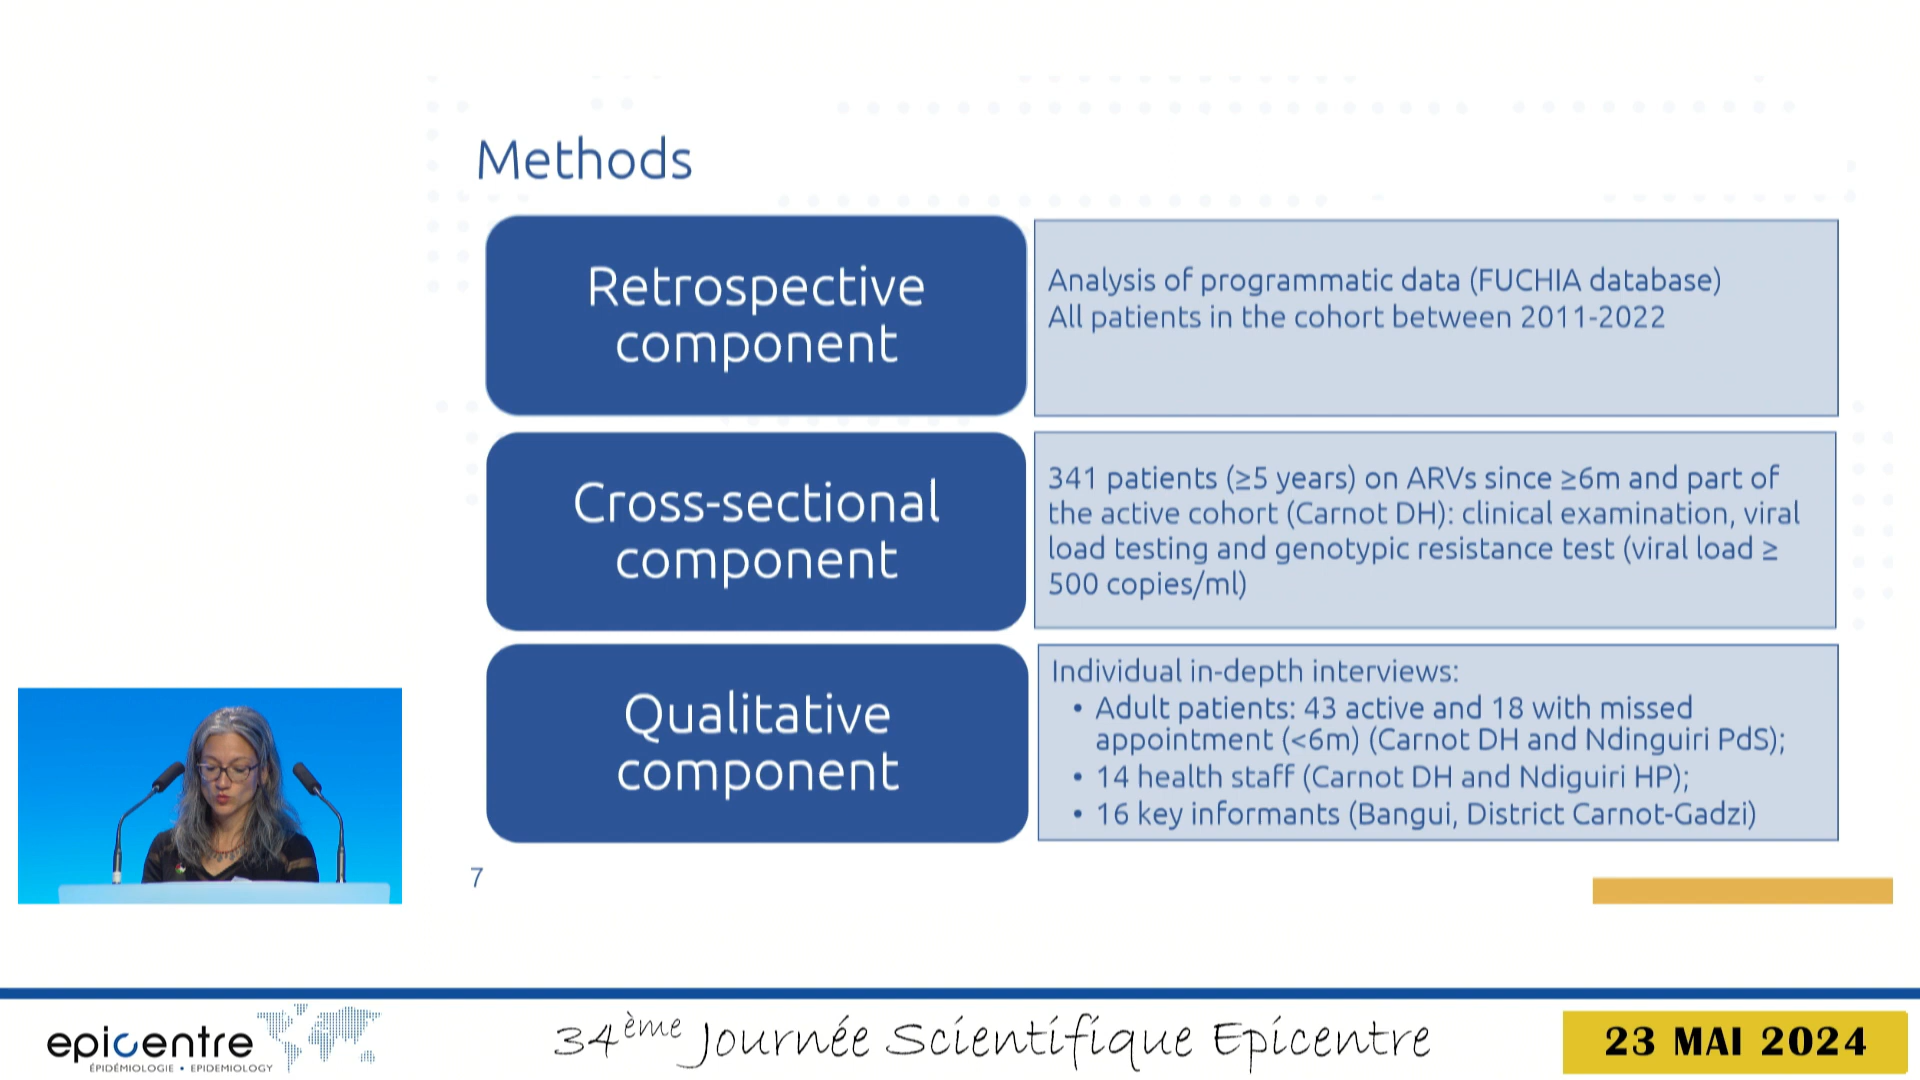 Methods
Retrospective
component
Analysis of programmatic data (FUCHIA database)
All patients in the cohort between 2011-2022
Cross-sectional
component
341 patients (≥5 years) on ARVs since ≥6m and part of
the active cohort (Carnot DH): clinical examination, viral
load testing and genotypic resistance test (viral load ≥
500 copies/ml)
Qualitative
component
Individual in-depth interviews:
• Adult patients: 43 active and 18 with missed
appointment (<6m) (Carnot DH and Ndinguiri PdS);
• 14 health staff (Carnot DH and Ndiguiri HP);
• 16 key informants (Bangui, District Carnot-Gadzi)
7
epicentre
ÉPIDÉMIOLOGIE • EPIDEMIOLOGY
34ème Journée Scientifique Epicentre
23 MAI 2024